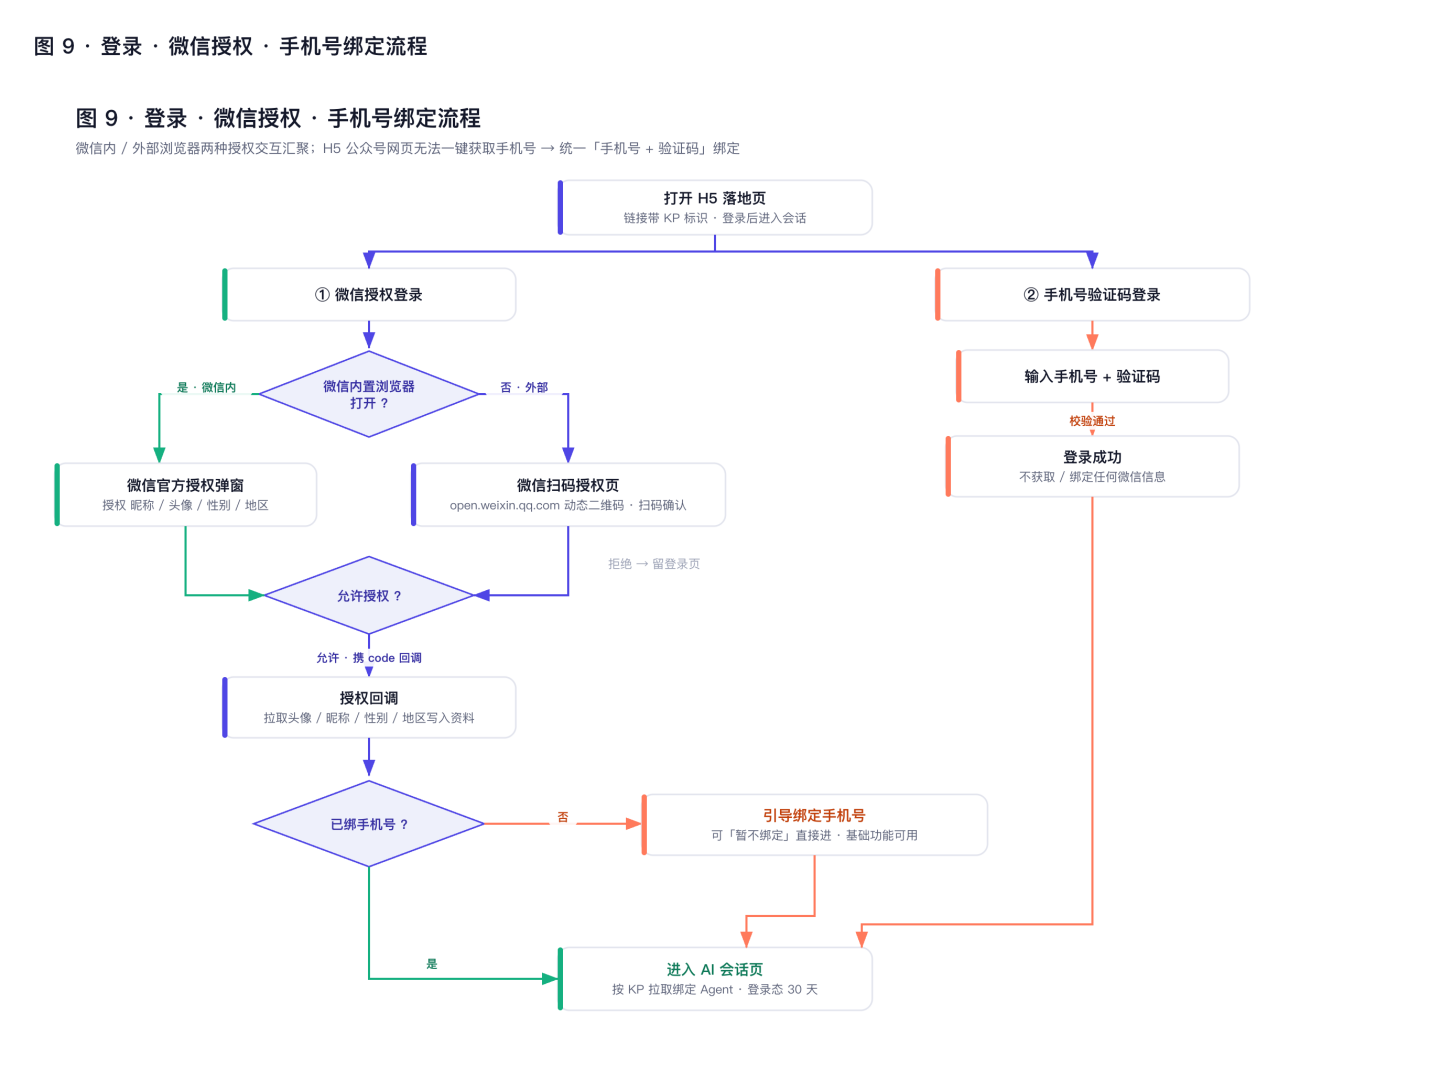 图 9 · 登录 · 微信授权 · 手机号绑定流程
图 9 · 登录 · 微信授权 · 手机号绑定流程
微信内 / 外部浏览器两种授权交互汇聚；H5 公众号网页无法一键获取手机号 → 统一「手机号 + 验证码」绑定
打开 H5 落地页
链接带 KP 标识 · 登录后进入会话
① 微信授权登录
② 手机号验证码登录
微信内置浏览器
打开 ?
是 · 微信内
否 · 外部
输入手机号 + 验证码
校验通过
登录成功
不获取 / 绑定任何微信信息
微信官方授权弹窗
授权 昵称 / 头像 / 性别 / 地区
微信扫码授权页
open.weixin.qq.com 动态二维码 · 扫码确认
拒绝 → 留登录页
允许授权 ?
允许 · 携 code 回调
授权回调
拉取头像 / 昵称 / 性别 / 地区写入资料
已绑手机号 ?
否
引导绑定手机号
可「暂不绑定」直接进 · 基础功能可用
是
进入 AI 会话页
按 KP 拉取绑定 Agent · 登录态 30 天